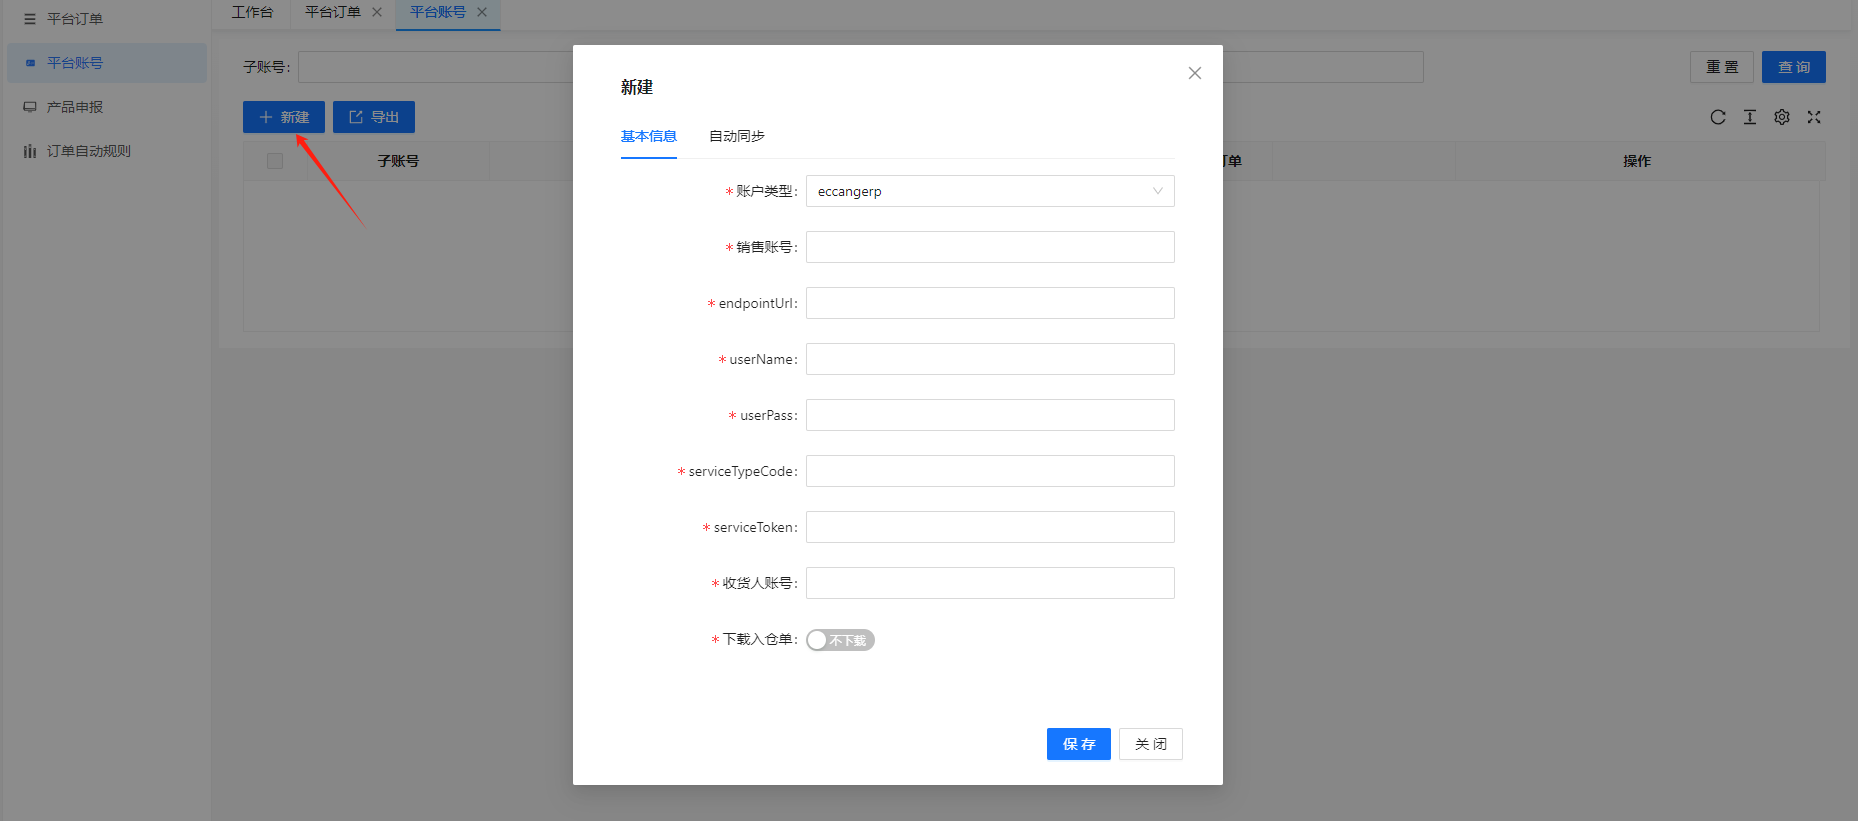 平台订单
平台账号
产品申报
订单自动规则
工作台
平台订单
平台账号
子账号:
重 置
查 询
新建
导出
子账号
订单
操作
新建
基本信息
自动同步
* 账户类型: eccangerp
* 销售账号:
* endpointUrl:
* userName:
* userPass:
* serviceTypeCode:
* serviceToken:
* 收货人账号:
* 下载入仓单: 不下载
保 存
关 闭